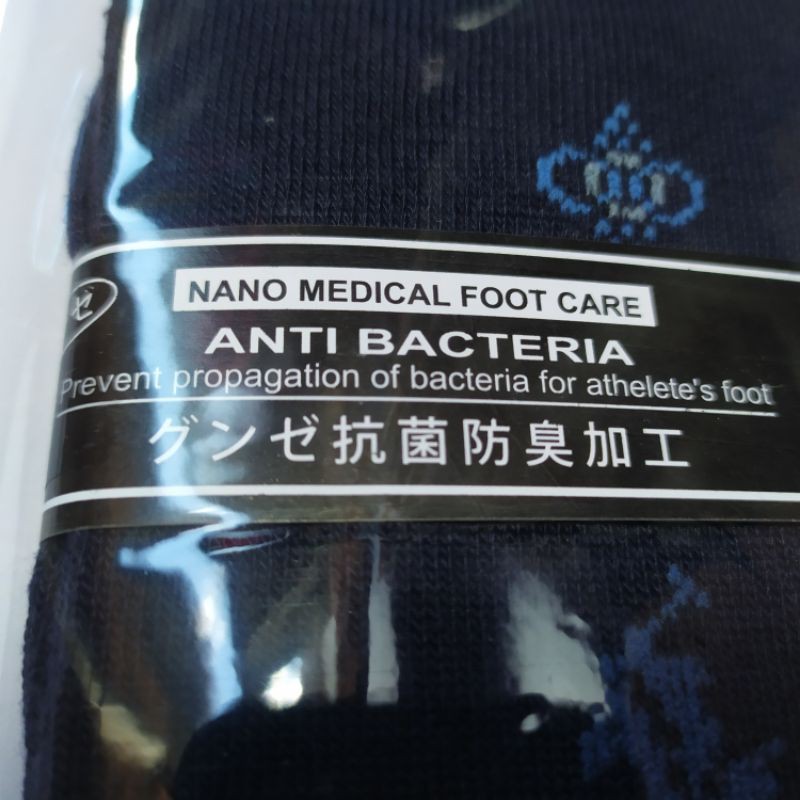 ゼ
NANO MEDICAL FOOT CARE
ANTI BACTERIA
Prevent propagation of bacteria for athelete's foot
グンゼ抗菌防臭加工